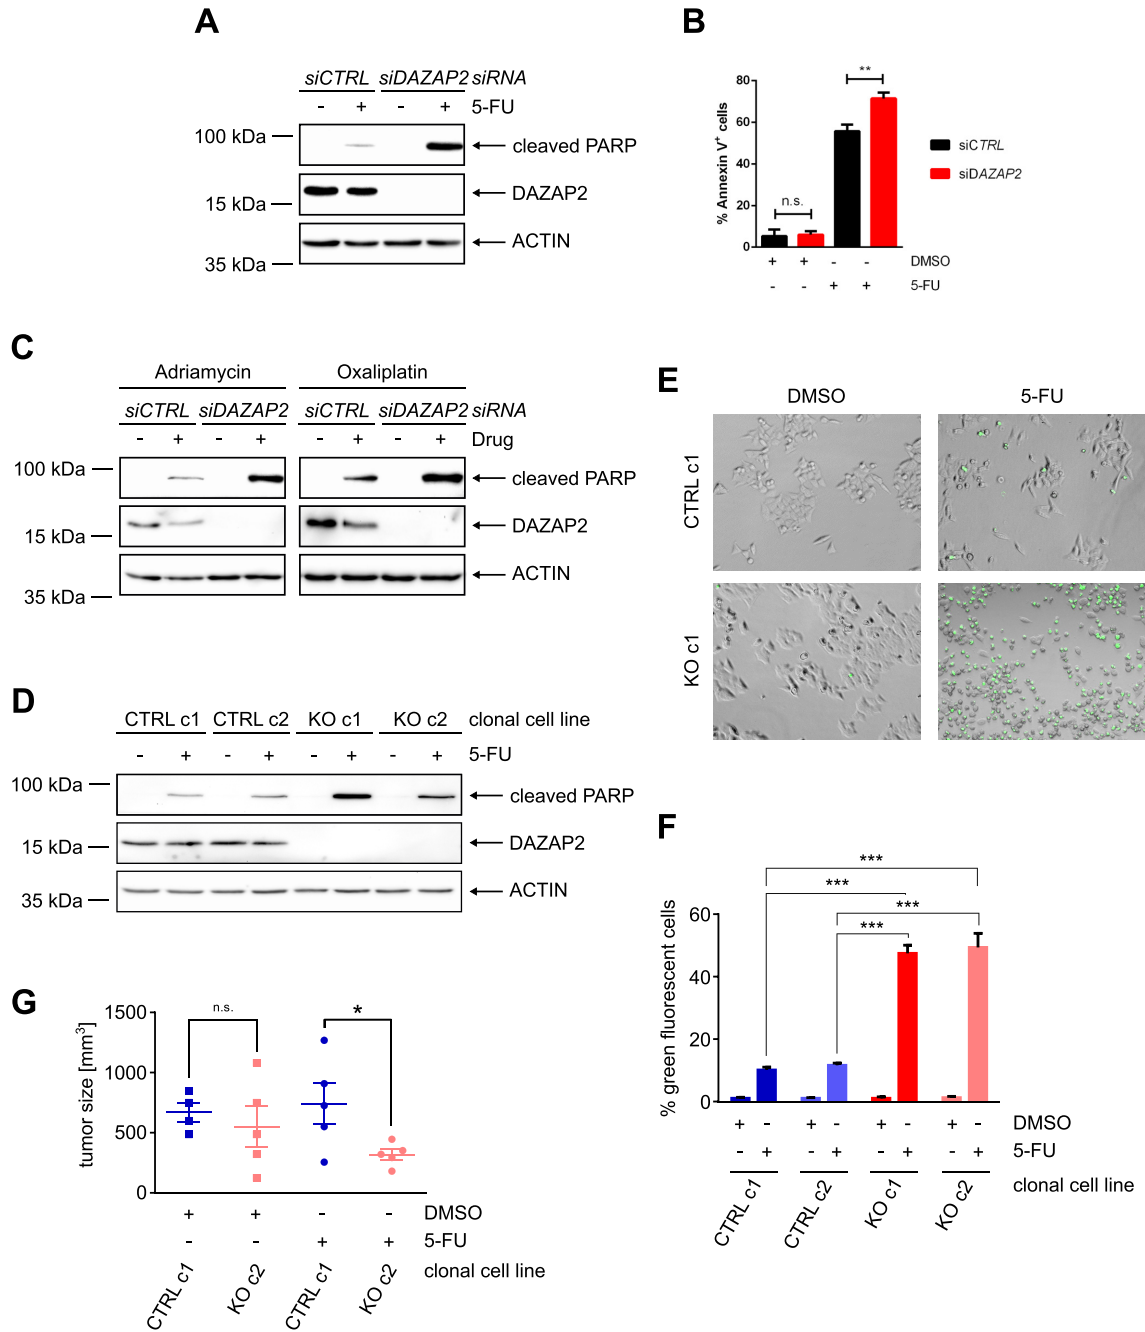 A
siCTRL siDAZAP2 siRNA
- + - + 5-FU
100 kDa
cleaved PARP
DAZAP2
15 kDa
ACTIN
35 kDa
B
% Annexin V+ cells
80
60
40
20
0
n.s.
**
siCTRL
siDAZAP2
+ + - - DMSO
- - + + 5-FU
C
Adriamycin Oxaliplatin
siCTRL siDAZAP2 siCTRL siDAZAP2 siRNA
- + - + - + - + Drug
100 kDa
cleaved PARP
DAZAP2
15 kDa
ACTIN
35 kDa
D
CTRL c1 CTRL c2 KO c1 KO c2 clonal cell line
- + - + - + - + 5-FU
100 kDa
cleaved PARP
DAZAP2
15 kDa
ACTIN
35 kDa
E
DMSO 5-FU
CTRL c1
KO c1
F
% green fluorescent cells
60
40
20
0
***
***
***
***
+ - + - + - + - DMSO
- + - + - + - + 5-FU
CTRL c1 CTRL c2 KO c1 KO c2 clonal cell line
G
tumor size [mm3]
1500
1000
500
0
n.s.
*
+ + - - DMSO
- - + + 5-FU
CTRL c1 KO c2 CTRL c1 KO c2 clonal cell line